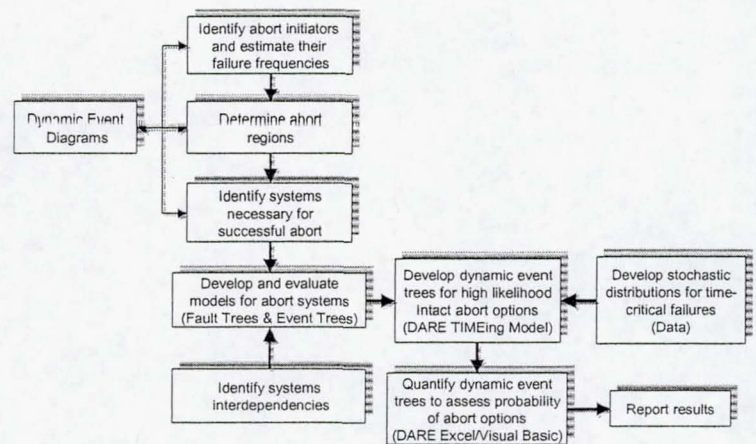 Identify abort initiators
and estimate their
failure frequencies
Dynamic Event
Diagrams
Determine abort
regions
Identify systems
necessary for
successful abort
Develop and evaluate
models for abort systems
(Fault Trees & Event Trees)
Develop dynamic event
trees for high likelihood
intact abort options
(DARE TIMEing Model)
Develop stochastic
distributions for time-
critical failures
(Data)
Identify systems
interdependencies
Quantify dynamic event
trees to assess probability
of abort options
(DARE Excel/Visual Basic)
Report results